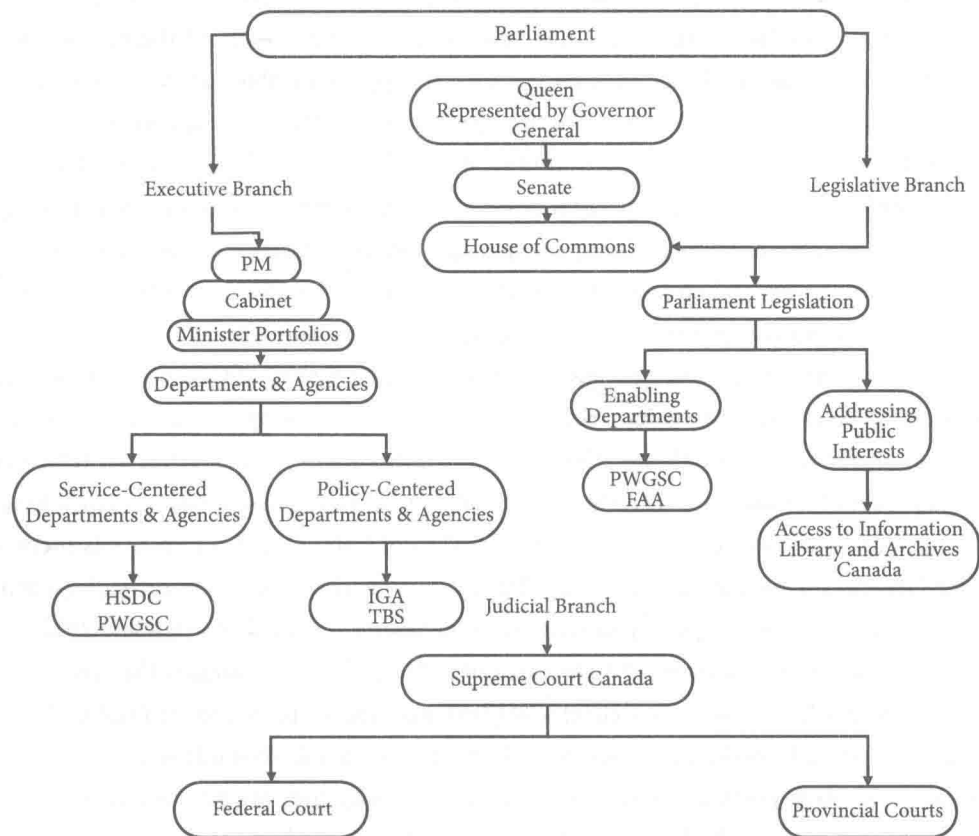 Parliament
Queen
Represented by Governor
General
Executive Branch
Senate
Legislative Branch
House of Commons
PM
Cabinet
Minister Portfolios
Parliament Legislation
Departments & Agencies
Enabling
Departments
Addressing
Public
Interests
Service-Centered
Departments & Agencies
Policy-Centered
Departments & Agencies
PWGSC
FAA
Access to Information
Library and Archives
Canada
HSDC
PWGSC
IGA
TBS
Judicial Branch
Supreme Court Canada
Federal Court
Provincial Courts